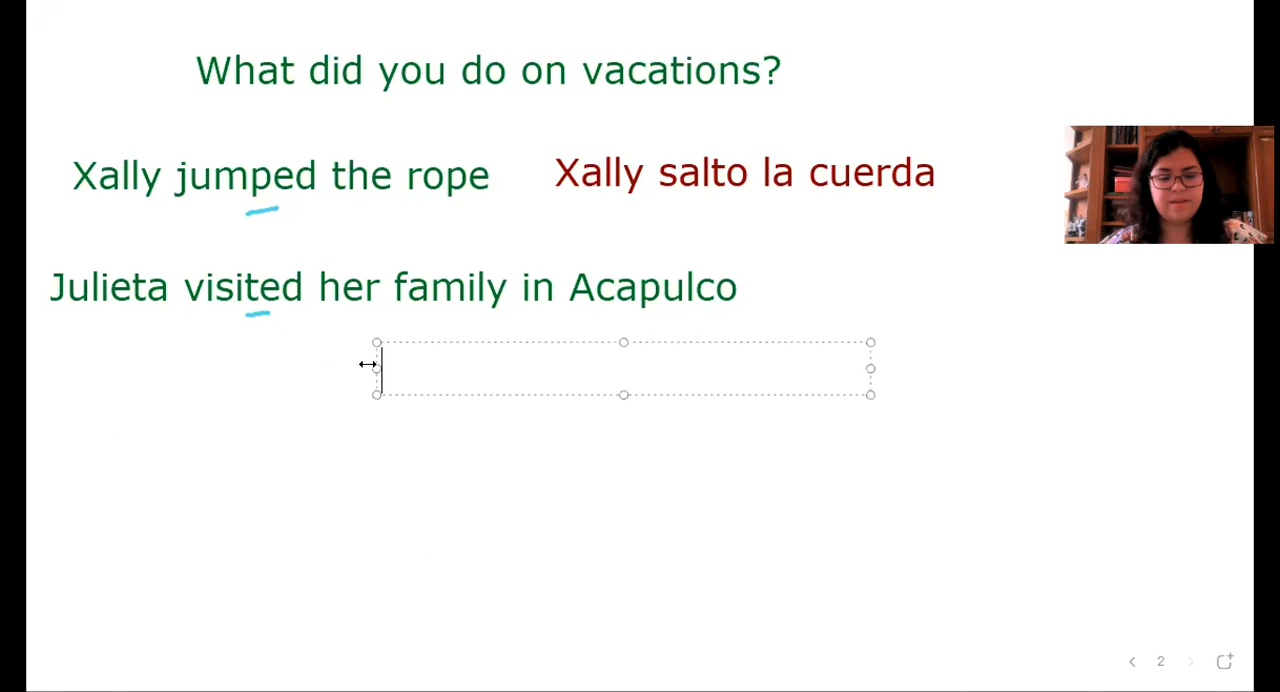 What did you do on vacations?
Xally jumped the rope Xally salto la cuerda
Julieta visited her family in Acapulco
2